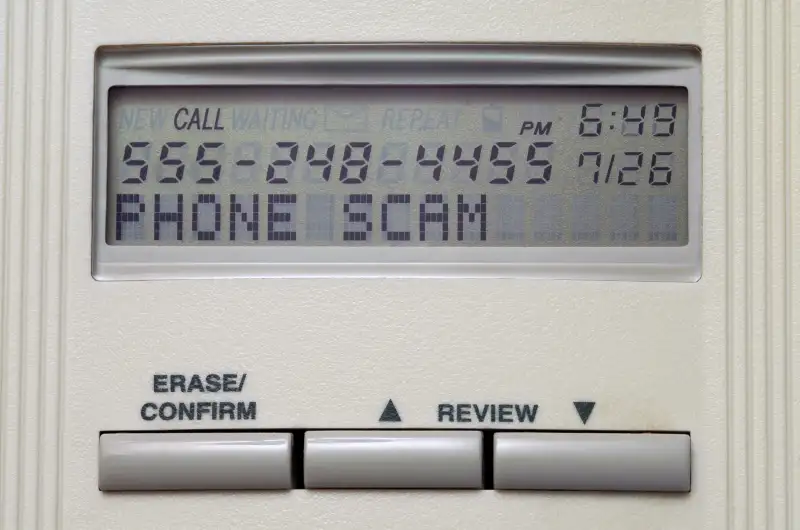 NEW CALL WAITING REPEAT PM 6:49
555-248-4455 7/26
PHONE SCAM
ERASE/
CONFIRM ▲ REVIEW ▼